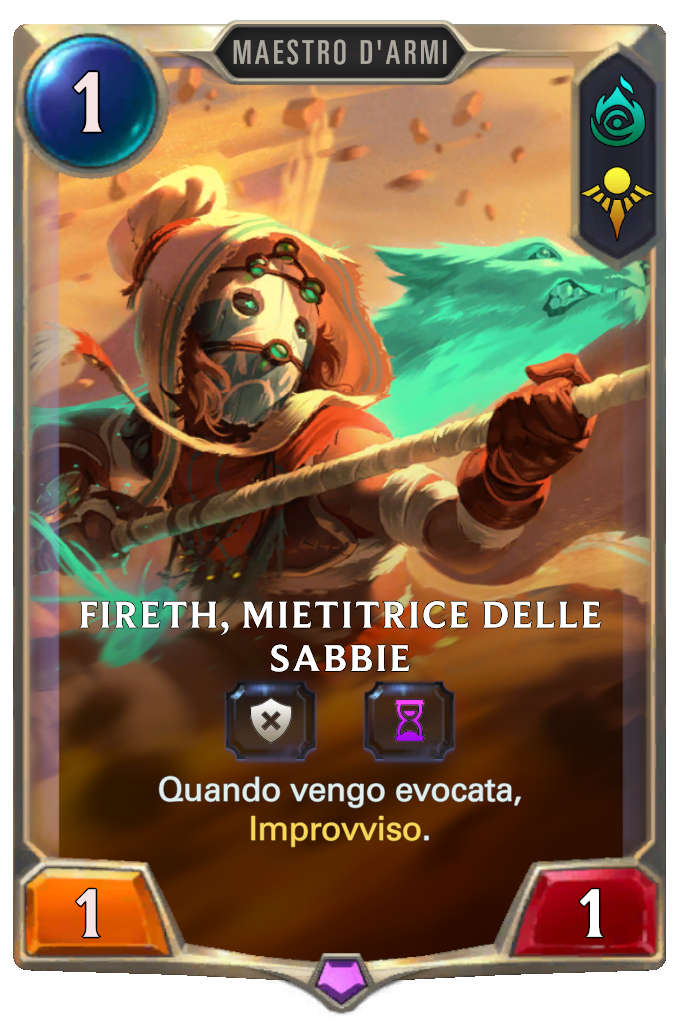 MAESTRO D'ARMI
1
FIRETH, MIETITRICE DELLE
SABBIE
Quando vengo evocata,
Improvviso.
1
1